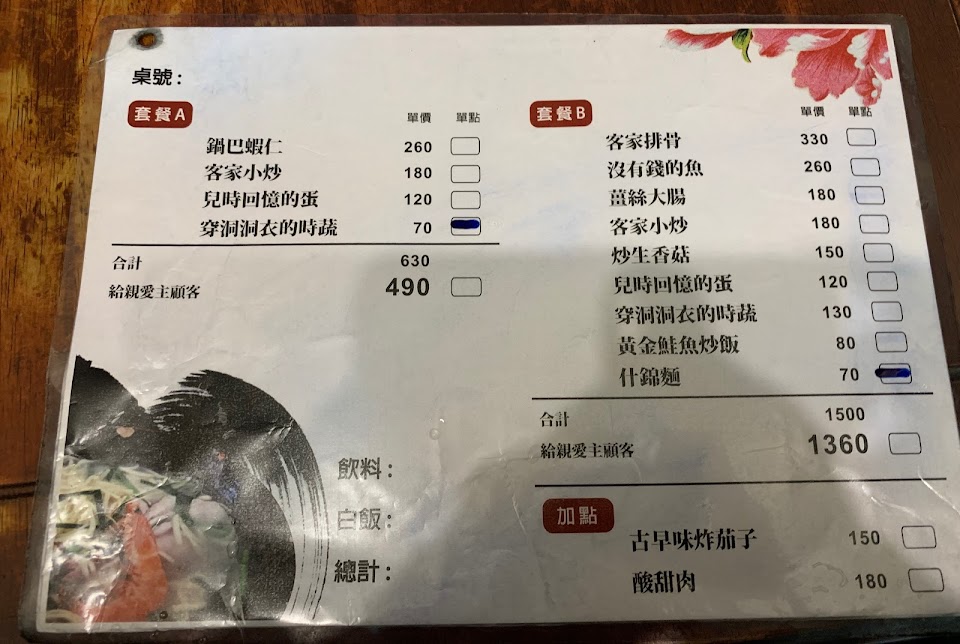 桌號:
套餐A
單價 單點
鍋巴蝦仁 260
客家小炒 180
兒時回憶的蛋 120
穿洞洞衣的時蔬 70
合計 630
給親愛主顧客 490
飲料:
白飯:
總計:
套餐B
單價 單點
客家排骨 330
沒有錢的魚 260
薑絲大腸 180
客家小炒 180
炒生香菇 150
兒時回憶的蛋 120
穿洞洞衣的時蔬 130
黃金鮭魚炒飯 80
什錦麵 70
合計 1500
給親愛主顧客 1360
加點
古早味炸茄子 150
酸甜肉 180